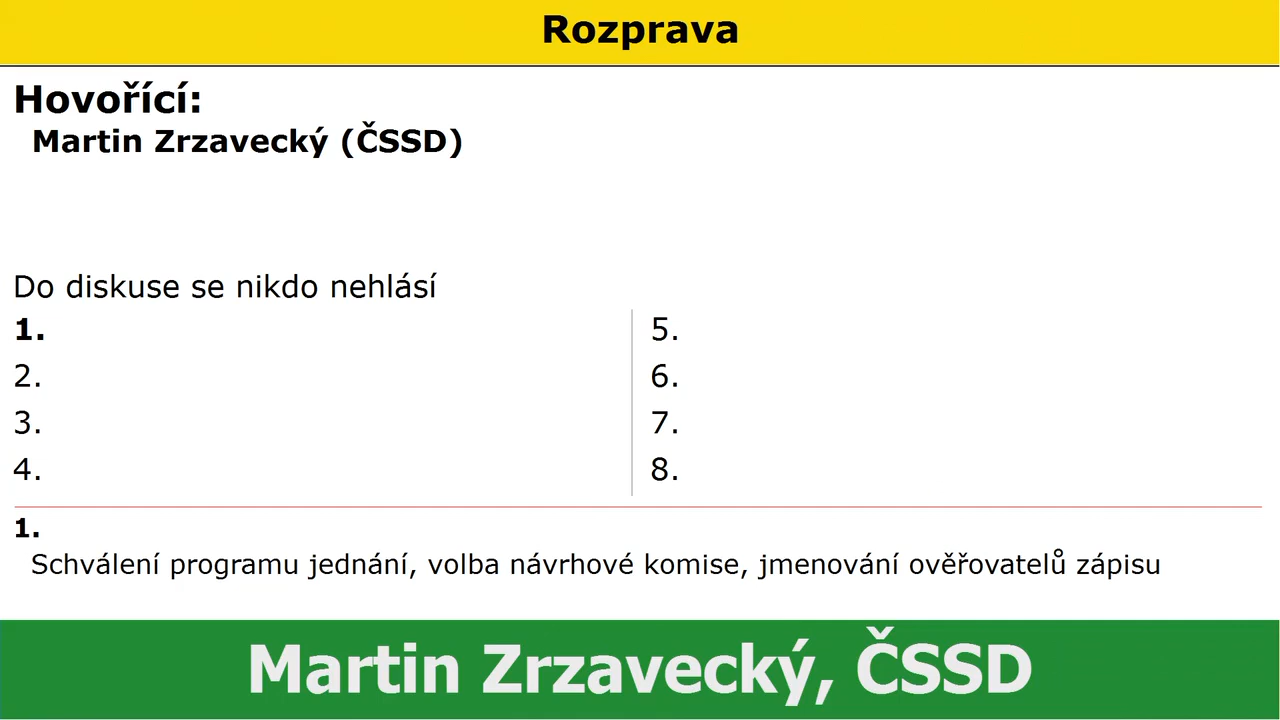 Rozprava
Hovořící:
Martin Zrzavecký (ČSSD)
Do diskuse se nikdo nehlásí
1.
2.
3.
4.
5.
6.
7.
8.
1.
Schválení programu jednání, volba návrhové komise, jmenování ověřovatelů zápisu
Martin Zrzavecký, ČSSD